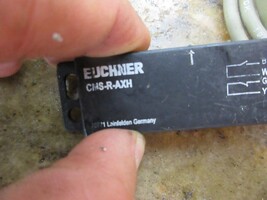 EUCHNER
CMS-R-AXH
Leinfelden Germany
W
G
Y